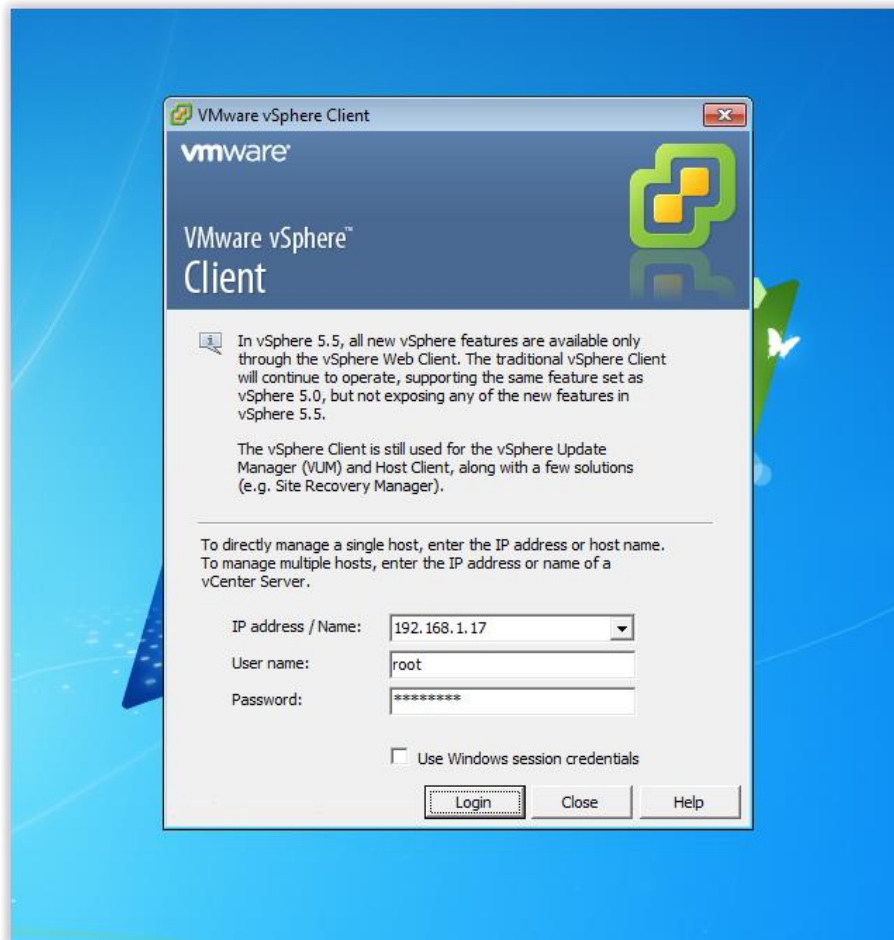 VMware vSphere Client
vmware
VMware vSphere™
Client
In vSphere 5.5, all new vSphere features are available only
through the vSphere Web Client. The traditional vSphere Client
will continue to operate, supporting the same feature set as
vSphere 5.0, but not exposing any of the new features in
vSphere 5.5.
The vSphere Client is still used for the vSphere Update
Manager (VUM) and Host Client, along with a few solutions
(e.g. Site Recovery Manager).
To directly manage a single host, enter the IP address or host name.
To manage multiple hosts, enter the IP address or name of a
vCenter Server.
IP address / Name: 192.168.1.17
User name: root
Password: ********
Use Windows session credentials
Login Close Help